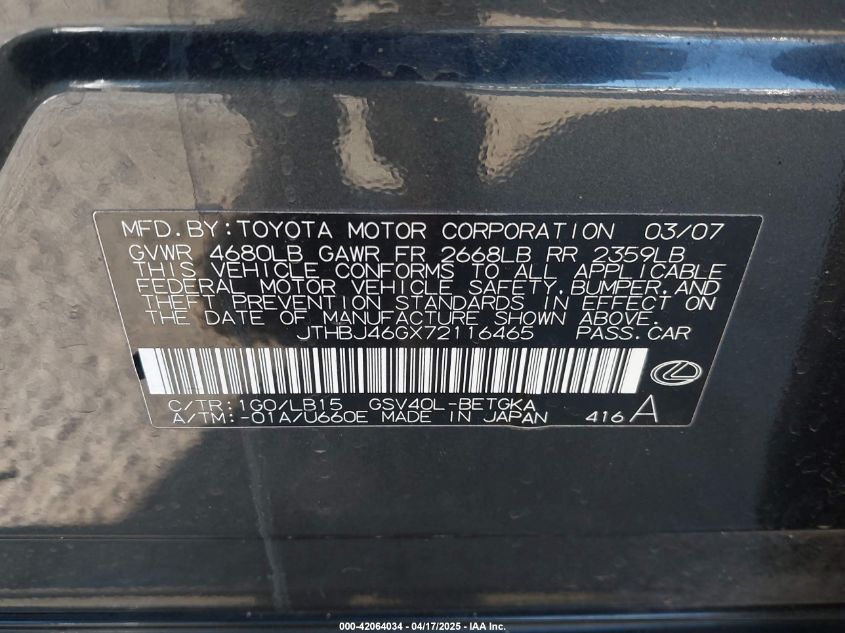 MFD.BY:TOYOTA MOTOR CORPORATION 03/07
GVWR 4680LB GAWR FR 2668LB RR 2359LB
THIS VEHICLE CONFORMS TO ALL APPLICABLE
FEDERAL MOTOR VEHICLE SAFETY,BUMPER,AND
THEFT PREVENTION STANDARDS IN EFFECT ON
THE DATE OF MANUFACTURE SHOWN ABOVE.
JTHBJ46GX72116465 PASS.CAR
C/TR:1G0/LB15 GSV40L-BETGKA
A/TM:-01A/U660E MADE IN JAPAN 416A
000-42064034 - 04/17/2025 - IAA Inc.